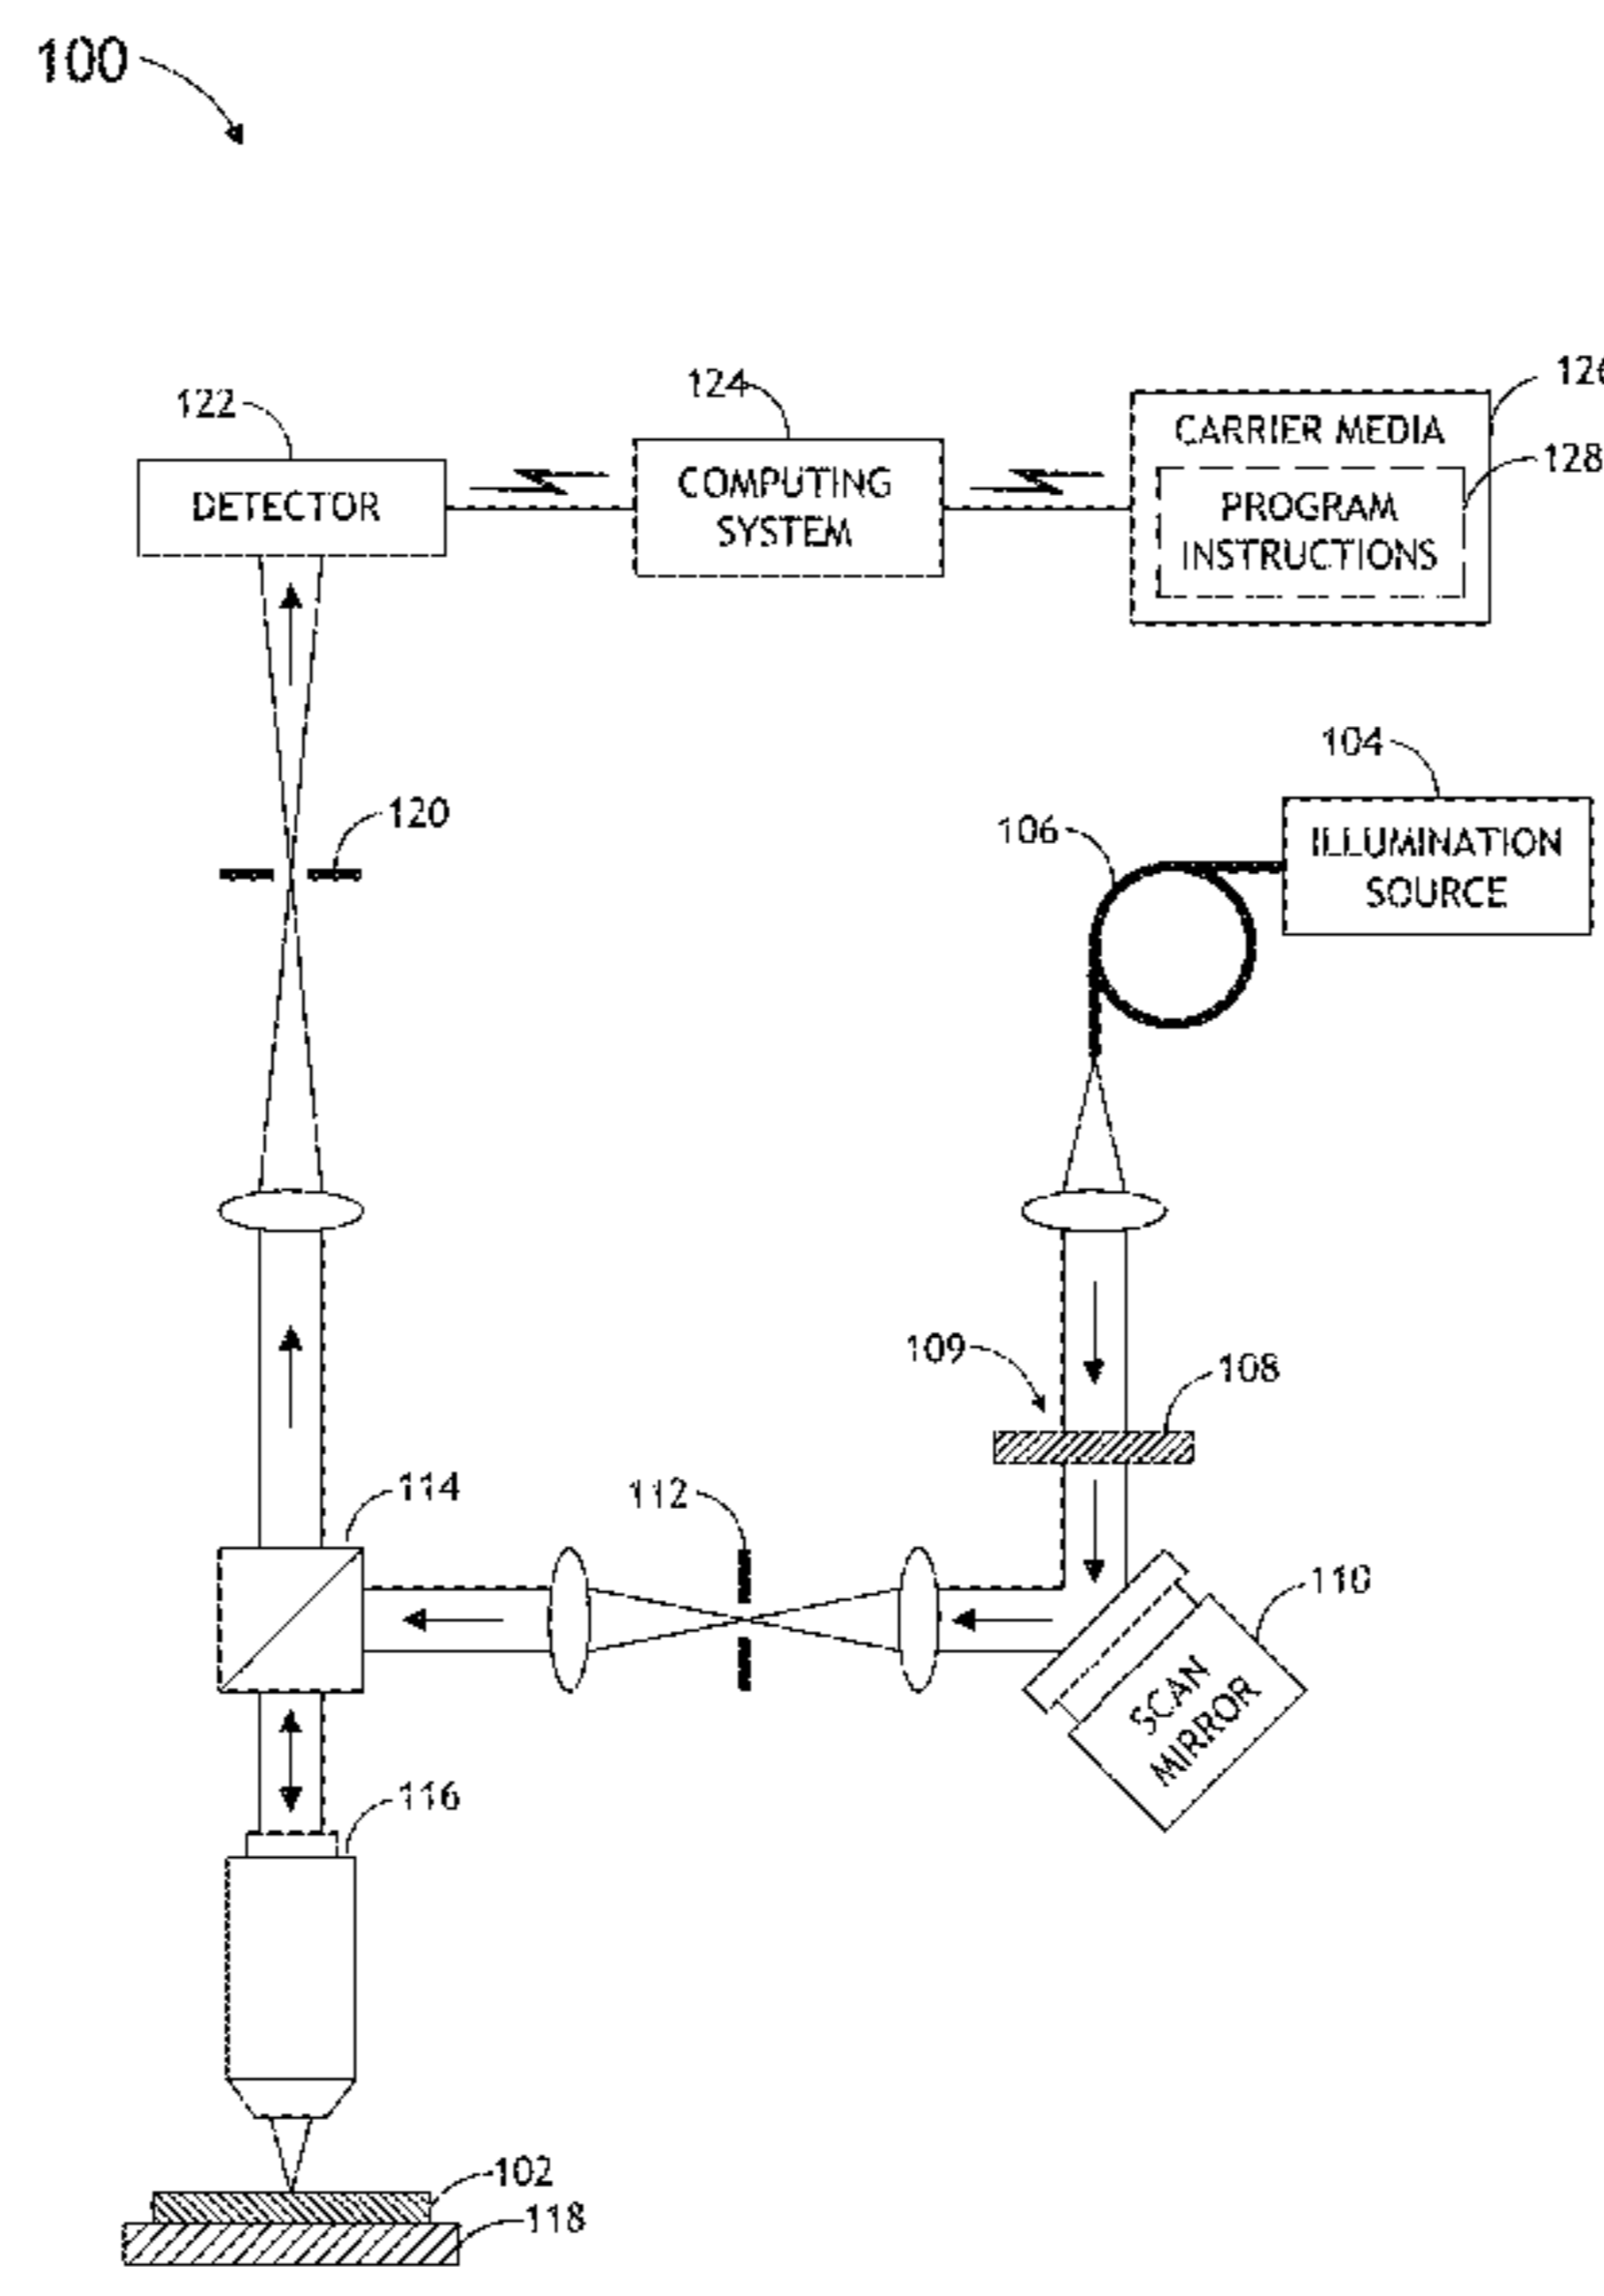 100
122
DETECTOR
124
COMPUTING
SYSTEM
126
CARRIER MEDIA
128
PROGRAM
INSTRUCTIONS
104
ILLUMINATION
SOURCE
106
120
109
108
114
112
110
SCAN
MIRROR
116
102
118